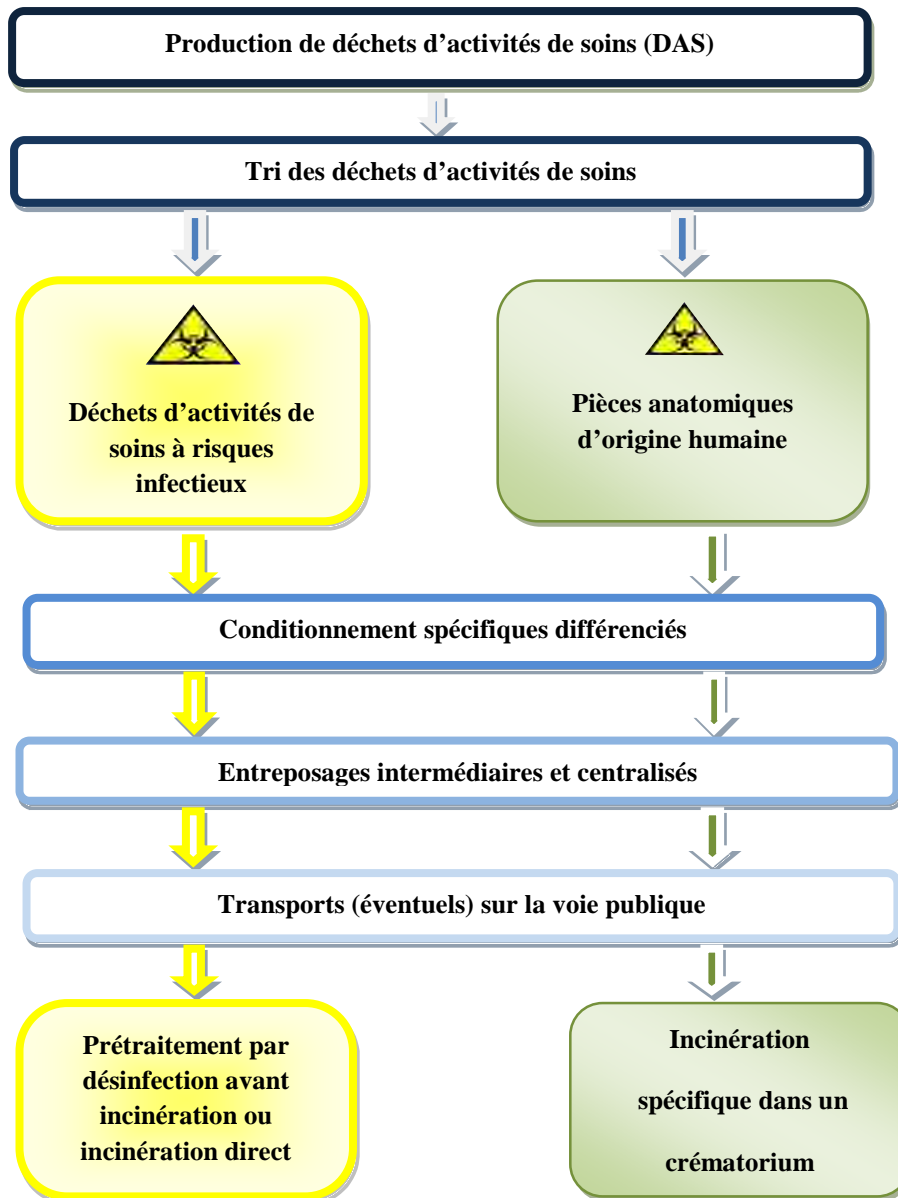 Production de déchets d’activités de soins (DAS)
Tri des déchets d’activités de soins
Déchets d’activités de
soins à risques
infectieux
Pièces anatomiques
d’origine humaine
Conditionnement spécifiques différenciés
Entreposages intermédiaires et centralisés
Transports (éventuels) sur la voie publique
Prétraitement par
désinfection avant
incinération ou
incinération direct
Incinération
spécifique dans un
crématorium